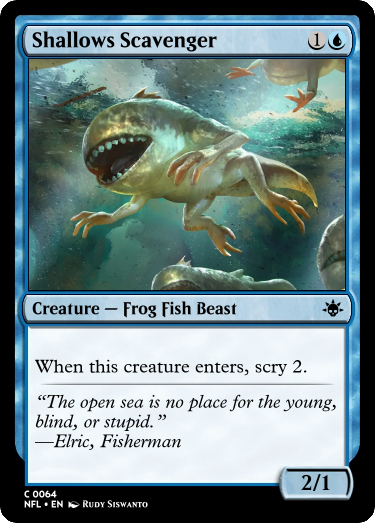 Shallows Scavenger 1
Creature — Frog Fish Beast
When this creature enters, scry 2.
“The open sea is no place for the young,
blind, or stupid.”
—Elric, Fisherman
2/1
C 0064
NFL • EN Rudy Siswanto